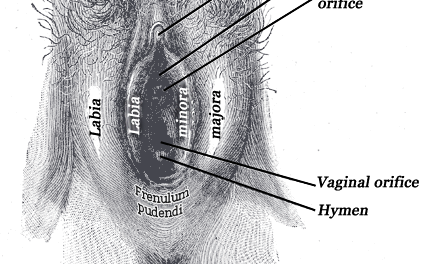 orifice
Labia
Labia
minora
majora
Vaginal orifice
Frenulum
pudendi
Hymen